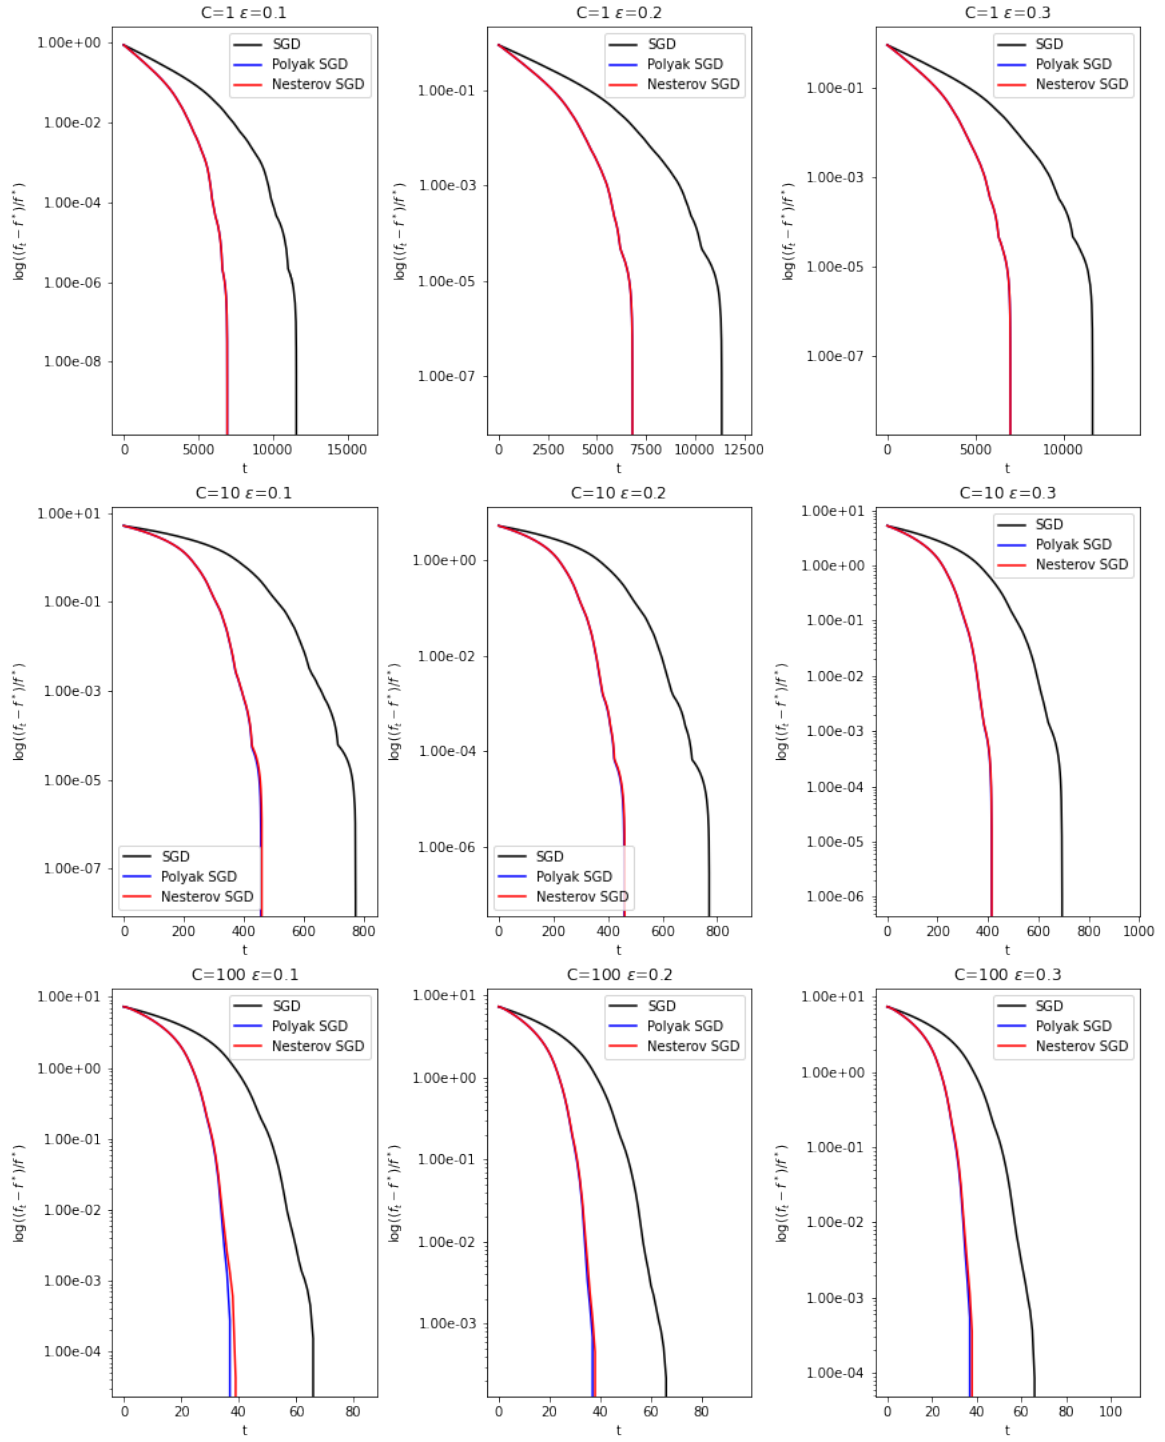 C=1 ε=0.1
1.00e+00
1.00e-02
1.00e-04
1.00e-06
1.00e-08
log((f_t − f*)/f*)
SGD
Polyak SGD
Nesterov SGD
0 5000 10000 15000
t
C=1 ε=0.2
1.00e-01
1.00e-03
1.00e-05
1.00e-07
log((f_t − f*)/f*)
SGD
Polyak SGD
Nesterov SGD
0 2500 5000 7500 10000 12500
t
C=1 ε=0.3
1.00e-01
1.00e-03
1.00e-05
1.00e-07
log((f_t − f*)/f*)
SGD
Polyak SGD
Nesterov SGD
0 5000 10000
t
C=10 ε=0.1
1.00e+01
1.00e-01
1.00e-03
1.00e-05
1.00e-07
log((f_t − f*)/f*)
SGD
Polyak SGD
Nesterov SGD
0 200 400 600 800
t
C=10 ε=0.2
1.00e+00
1.00e-02
1.00e-04
1.00e-06
log((f_t − f*)/f*)
SGD
Polyak SGD
Nesterov SGD
0 200 400 600 800
t
C=10 ε=0.3
1.00e+01
1.00e+00
1.00e-01
1.00e-02
1.00e-03
1.00e-04
1.00e-05
1.00e-06
log((f_t − f*)/f*)
SGD
Polyak SGD
Nesterov SGD
0 200 400 600 800 1000
t
C=100 ε=0.1
1.00e+01
1.00e+00
1.00e-01
1.00e-02
1.00e-03
1.00e-04
log((f_t − f*)/f*)
SGD
Polyak SGD
Nesterov SGD
0 20 40 60 80
t
C=100 ε=0.2
1.00e+01
1.00e+00
1.00e-01
1.00e-02
1.00e-03
log((f_t − f*)/f*)
SGD
Polyak SGD
Nesterov SGD
0 20 40 60 80
t
C=100 ε=0.3
1.00e+01
1.00e+00
1.00e-01
1.00e-02
1.00e-03
1.00e-04
log((f_t − f*)/f*)
SGD
Polyak SGD
Nesterov SGD
0 20 40 60 80 100
t